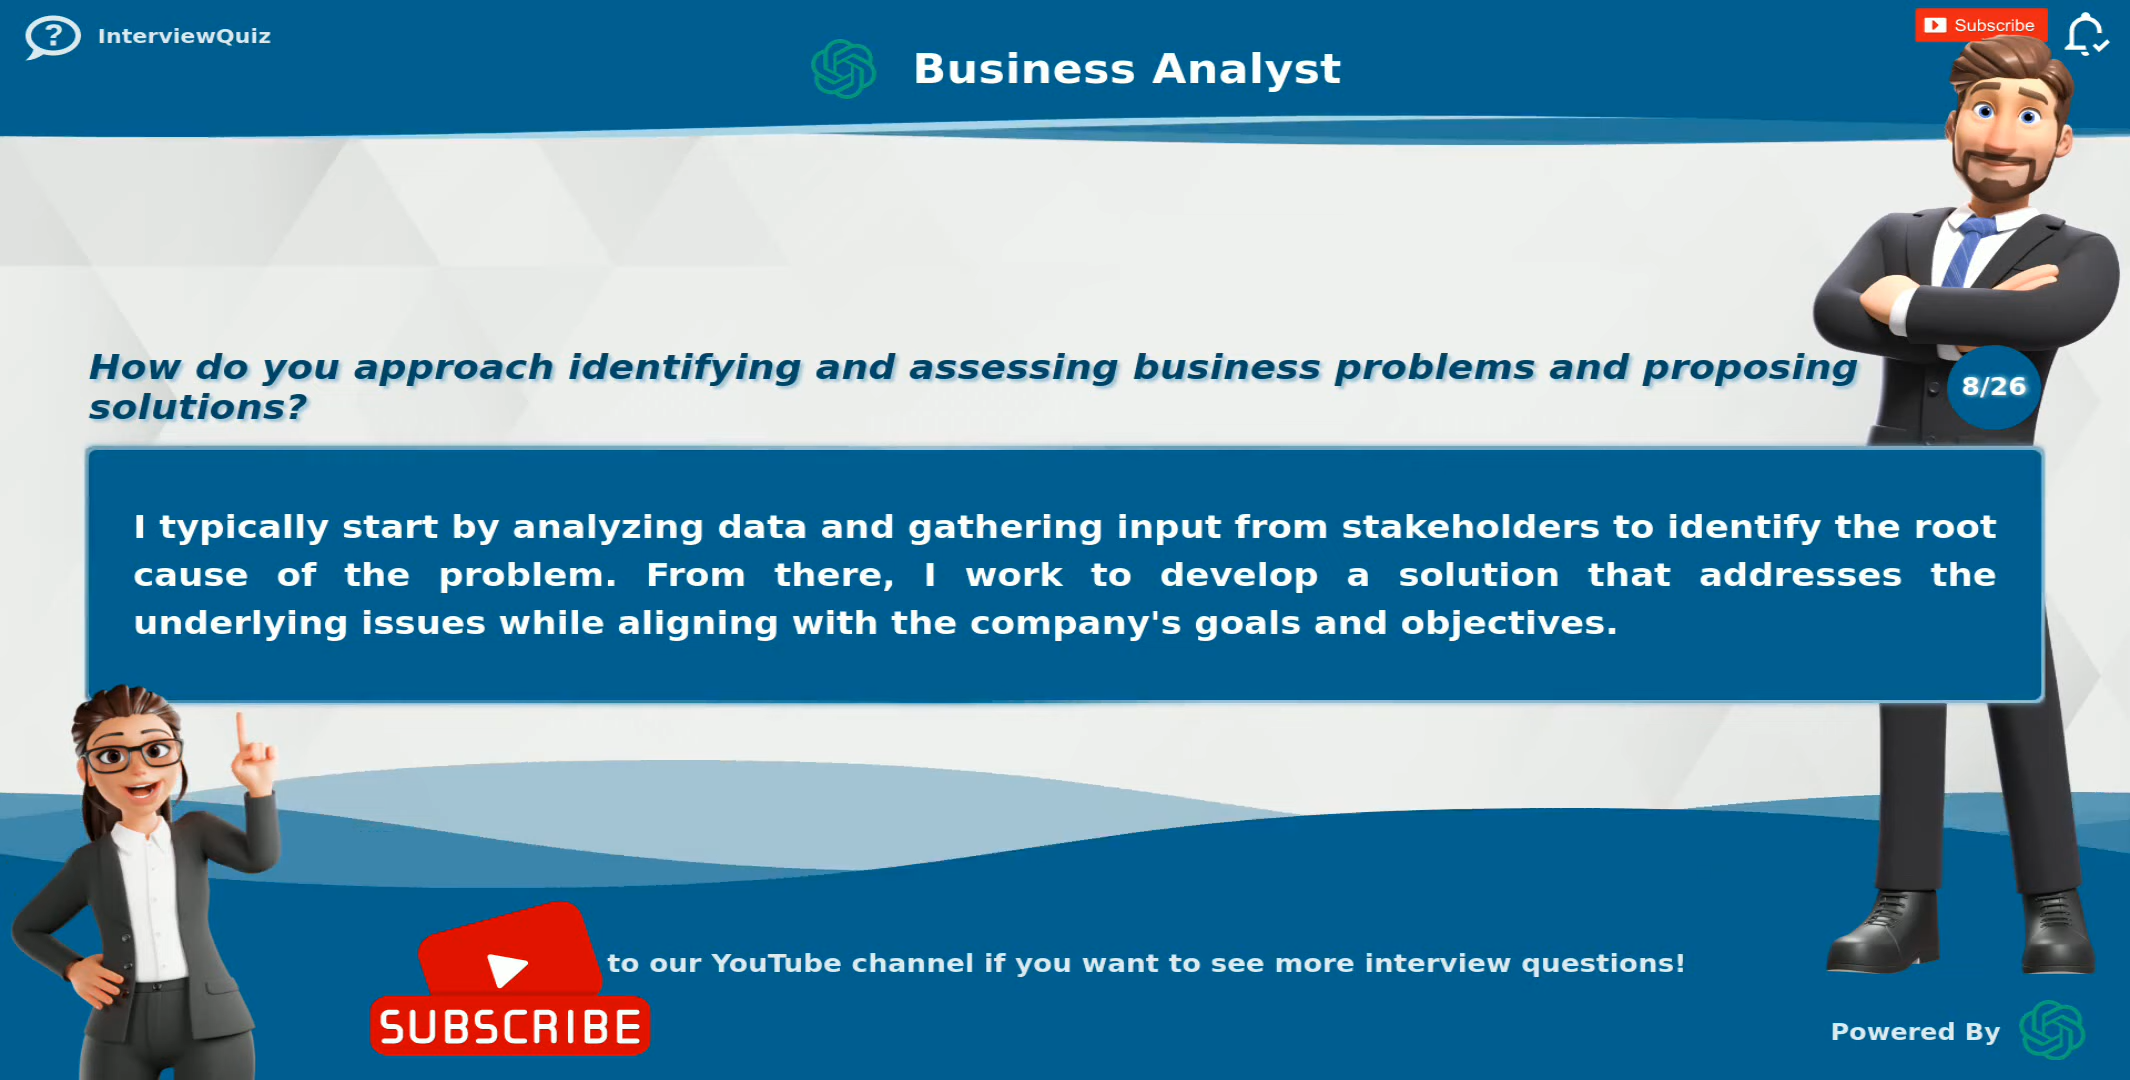 InterviewQuiz
Subscribe
Business Analyst
How do you approach identifying and assessing business problems and proposing
solutions?
8/26
I typically start by analyzing data and gathering input from stakeholders to identify the root
cause of the problem. From there, I work to develop a solution that addresses the
underlying issues while aligning with the company's goals and objectives.
to our YouTube channel if you want to see more interview questions!
SUBSCRIBE
Powered By